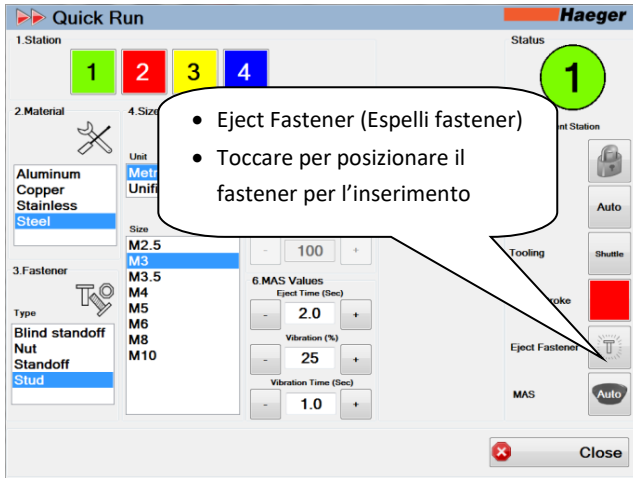 Quick Run
Haeger
1.Station
1
2
3
4
Status
1
2.Material
Aluminum
Copper
Stainless
Steel
3.Fastener
Type
Blind standoff
Nut
Standoff
Stud
Unit
Size
M2.5
M3
M3.5
M4
M5
M6
M8
M10
• Eject Fastener (Espelli fastener)
• Toccare per posizionare il
fastener per l'inserimento
- 100 +
6.MAS Values
Eject Time (Sec)
- 2.0 +
Vibration (%)
- 25 +
Vibration Time (Sec)
- 1.0 +
Station
Auto
Tooling
Shuttle
Eject Fastener
MAS
Auto
Close